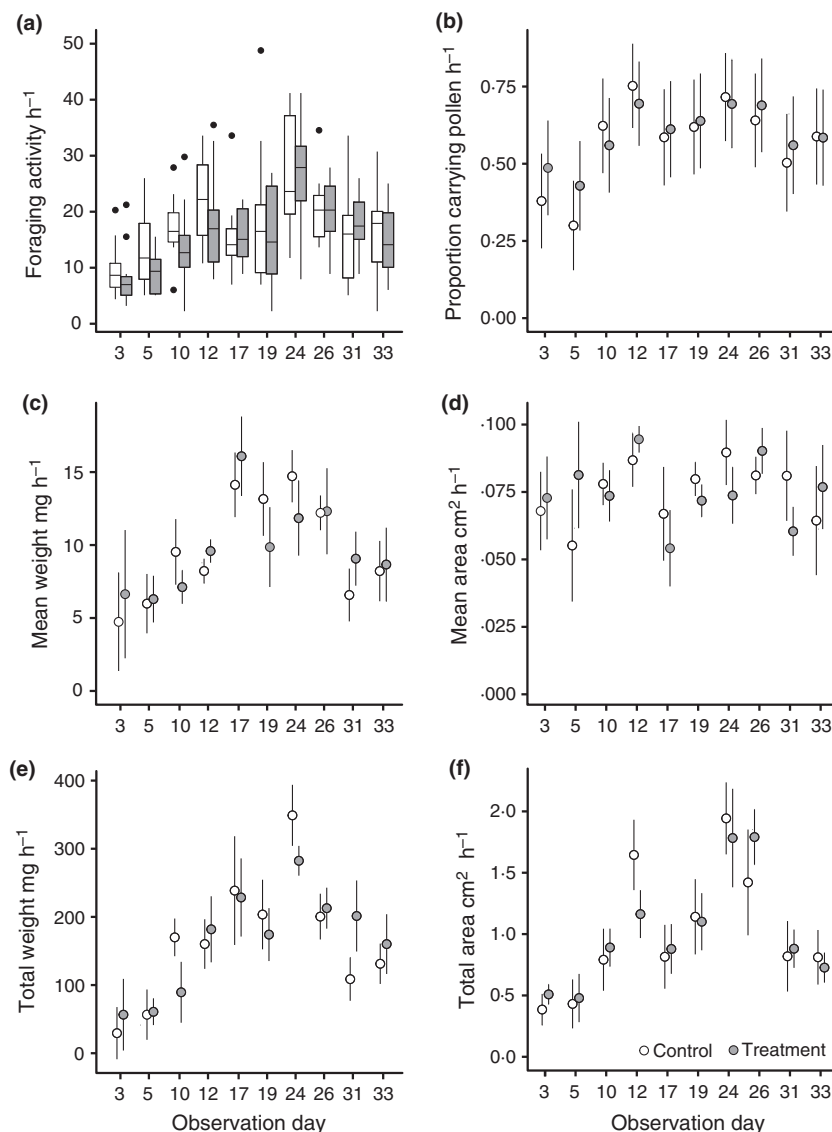 (a)
Foraging activity h–1
50
40
30
20
10
0
3 5 10 12 17 19 24 26 31 33
(b)
Proportion carrying pollen h–1
0·75
0·50
0·25
0·00
3 5 10 12 17 19 24 26 31 33
(c)
Mean weight mg h–1
15
10
5
0
3 5 10 12 17 19 24 26 31 33
(d)
Mean area cm2 h–1
·100
·075
·050
·025
·000
3 5 10 12 17 19 24 26 31 33
(e)
Total weight mg h–1
400
300
200
100
0
3 5 10 12 17 19 24 26 31 33
Observation day
(f)
Total area cm2 h–1
2·0
1·5
1·0
0·5
0·0
Control Treatment
3 5 10 12 17 19 24 26 31 33
Observation day